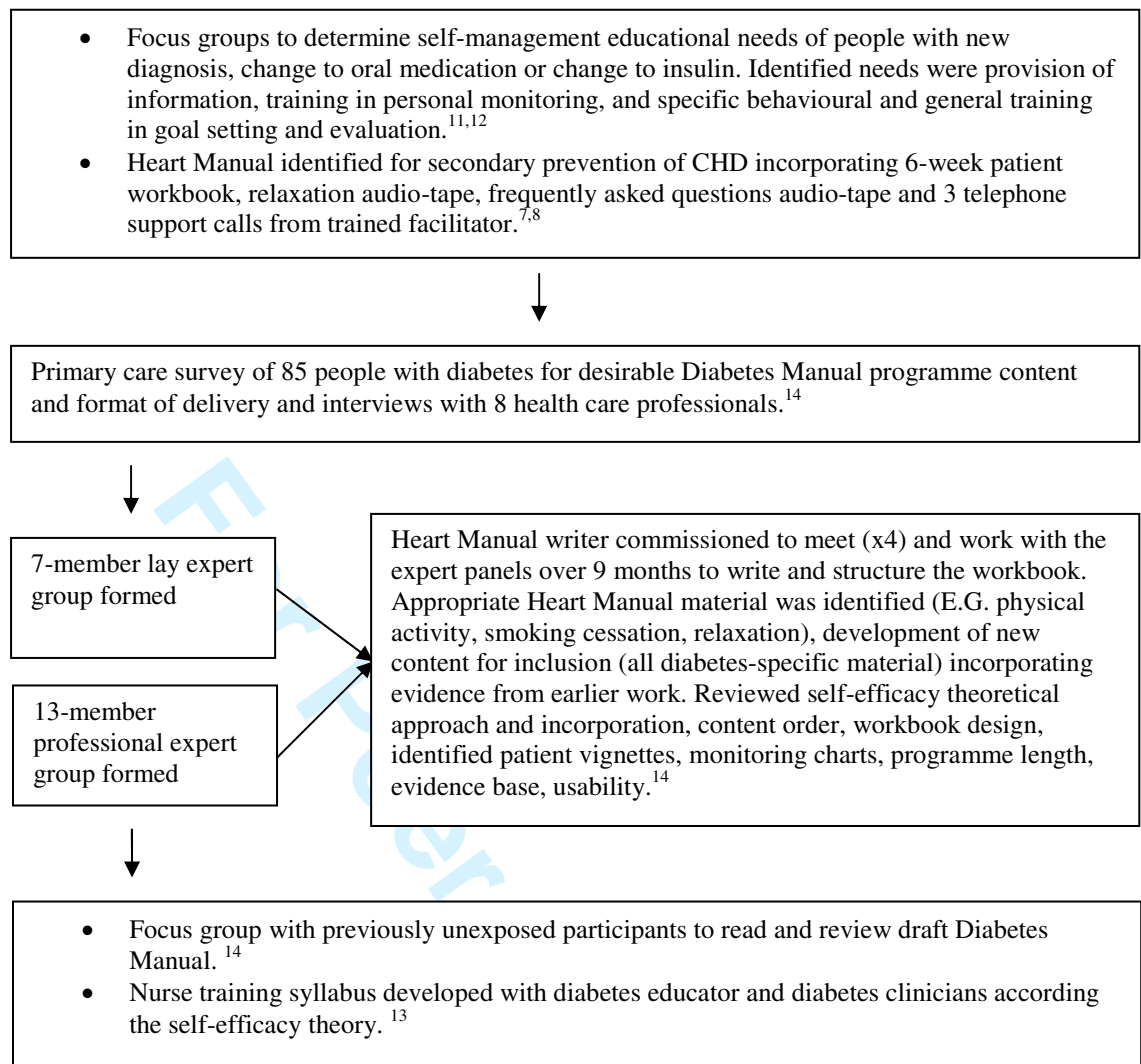 • Focus groups to determine self-management educational needs of people with new
diagnosis, change to oral medication or change to insulin. Identified needs were provision of
information, training in personal monitoring, and specific behavioural and general training
in goal setting and evaluation.11,12
• Heart Manual identified for secondary prevention of CHD incorporating 6-week patient
workbook, relaxation audio-tape, frequently asked questions audio-tape and 3 telephone
support calls from trained facilitator.7,8
Primary care survey of 85 people with diabetes for desirable Diabetes Manual programme content
and format of delivery and interviews with 8 health care professionals.14
7-member lay expert
group formed
13-member
professional expert
group formed
Heart Manual writer commissioned to meet (x4) and work with the
expert panels over 9 months to write and structure the workbook.
Appropriate Heart Manual material was identified (E.G. physical
activity, smoking cessation, relaxation), development of new
content for inclusion (all diabetes-specific material) incorporating
evidence from earlier work. Reviewed self-efficacy theoretical
approach and incorporation, content order, workbook design,
identified patient vignettes, monitoring charts, programme length,
evidence base, usability.14
• Focus group with previously unexposed participants to read and review draft Diabetes
Manual. 14
• Nurse training syllabus developed with diabetes educator and diabetes clinicians according
the self-efficacy theory. 13